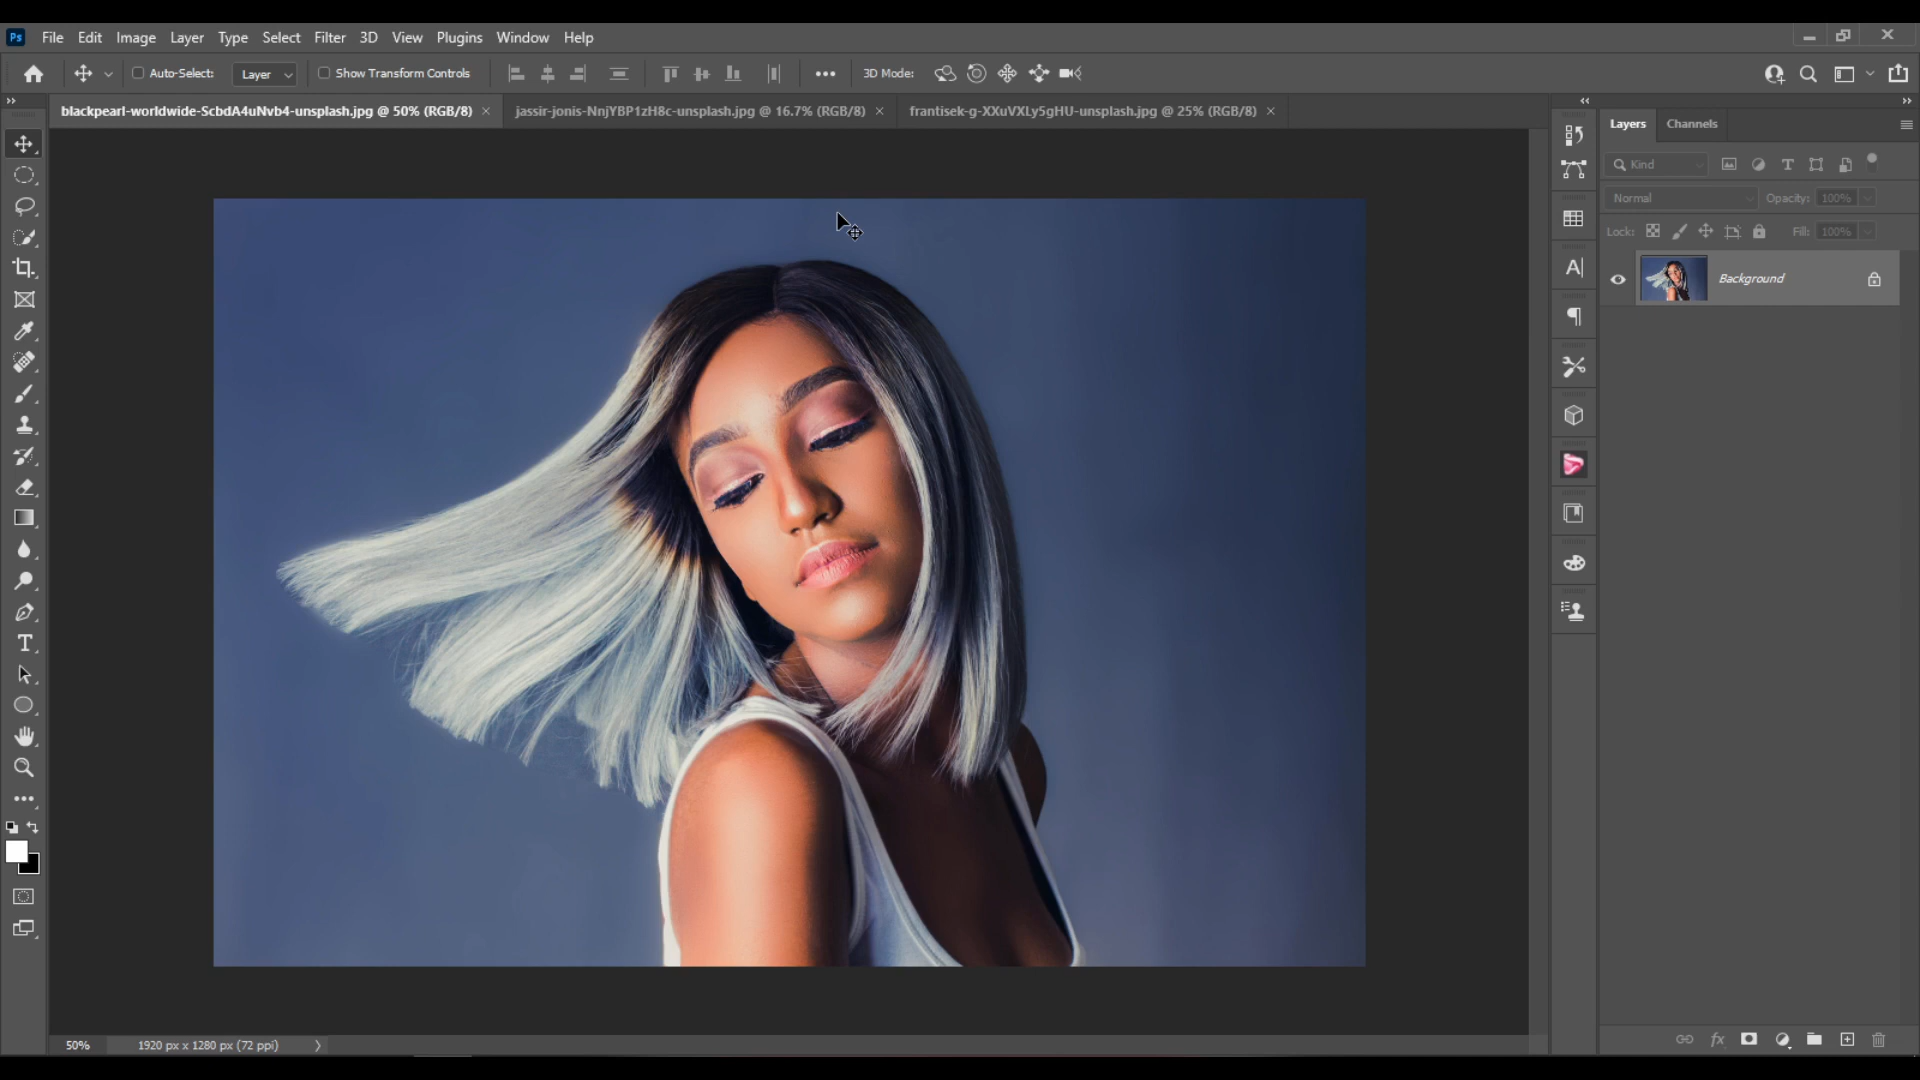 Ps File Edit Image Layer Type Select Filter 3D View Plugins Window Help
Auto-Select: Layer Show Transform Controls 3D Mode:
blackpearl-worldwide-ScbdA4uNvb4-unsplash.jpg @ 50% (RGB/8) jassir-jonis-NnjYBP1zH8c-unsplash.jpg @ 16.7% (RGB/8) frantisek-g-XXuVXLy5gHU-unsplash.jpg @ 25% (RGB/8)
Layers Channels
Kind
Normal Opacity: 100%
Lock: Fill: 100%
Background
50% 1920 px x 1280 px (72 ppi)